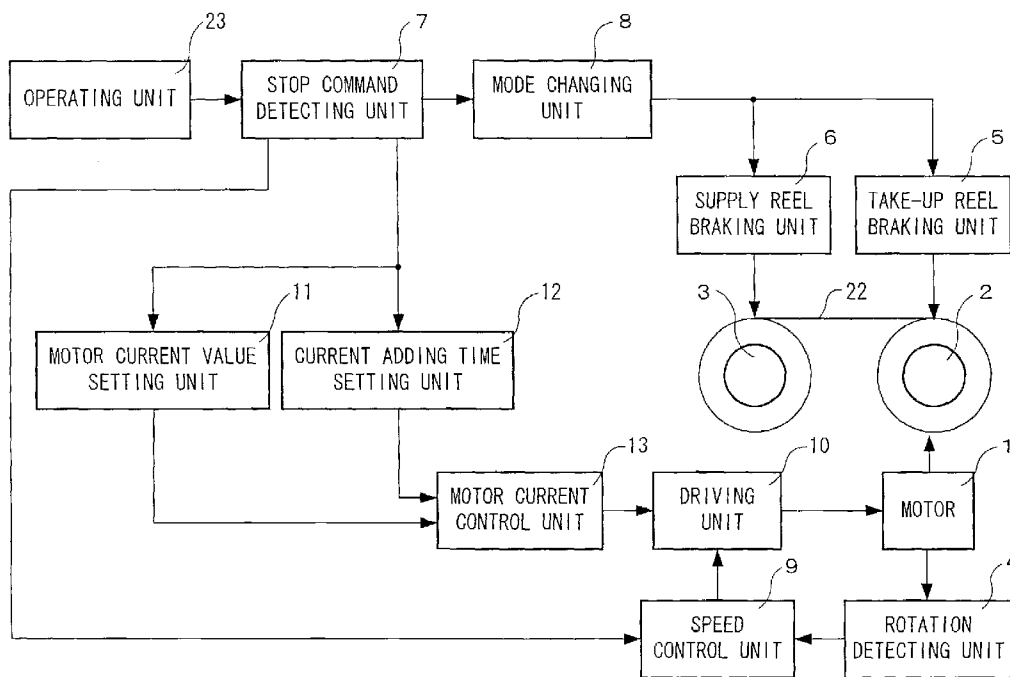 23
7
8
OPERATING UNIT
STOP COMMAND
DETECTING UNIT
MODE CHANGING
UNIT
6
5
SUPPLY REEL
BRAKING UNIT
TAKE-UP REEL
BRAKING UNIT
11
12
3
22
2
MOTOR CURRENT VALUE
SETTING UNIT
CURRENT ADDING TIME
SETTING UNIT
13
10
1
MOTOR CURRENT
CONTROL UNIT
DRIVING
UNIT
MOTOR
9
4
SPEED
CONTROL UNIT
ROTATION
DETECTING UNIT